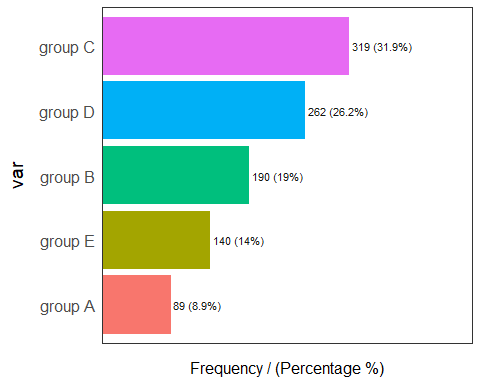 group C 319 (31.9%)
group D 262 (26.2%)
group B 190 (19%)
group E 140 (14%)
group A 89 (8.9%)
var
Frequency / (Percentage %)